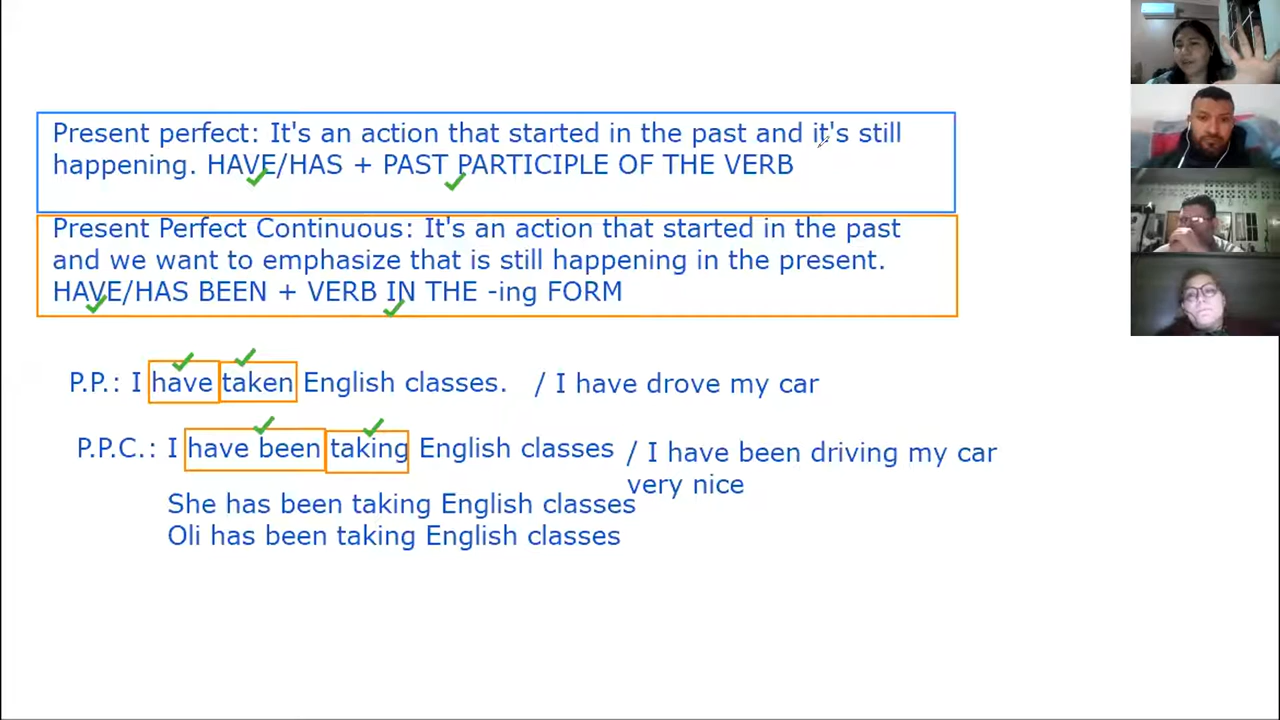 Present perfect: It's an action that started in the past and it's still
happening. HAVE/HAS + PAST PARTICIPLE OF THE VERB
Present Perfect Continuous: It's an action that started in the past
and we want to emphasize that is still happening in the present.
HAVE/HAS BEEN + VERB IN THE -ing FORM
P.P.: I have taken English classes. / I have drove my car
P.P.C.: I have been taking English classes / I have been driving my car
very nice
She has been taking English classes
Oli has been taking English classes